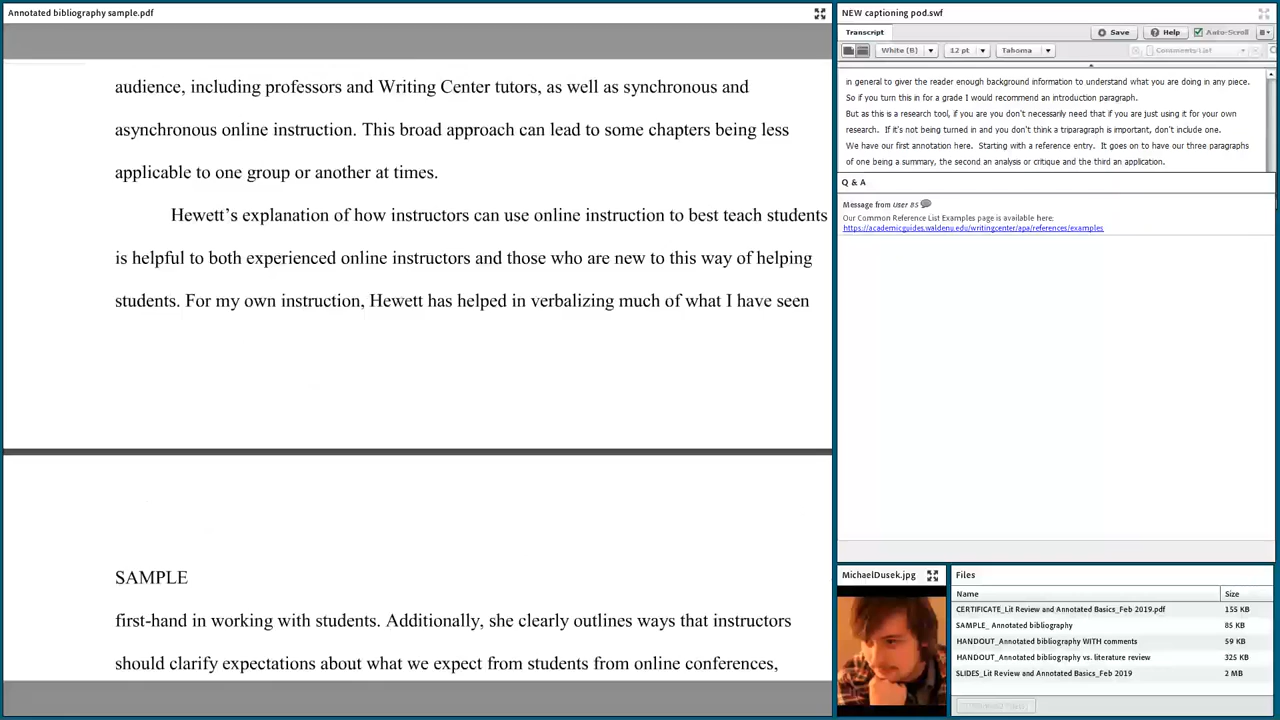 Annotated bibliography sample.pdf
audience, including professors and Writing Center tutors, as well as synchronous and
asynchronous online instruction. This broad approach can lead to some chapters being less
applicable to one group or another at times.
Hewett’s explanation of how instructors can use online instruction to best teach students
is helpful to both experienced online instructors and those who are new to this way of helping
students. For my own instruction, Hewett has helped in verbalizing much of what I have seen
SAMPLE
first-hand in working with students. Additionally, she clearly outlines ways that instructors
should clarify expectations about what we expect from students from online conferences,
NEW captioning pod.swf
Transcript
Save
Help
Auto-Scroll
White (B)
12 pt
Tahoma
Comments List
in general to giver the reader enough background information to understand what you are doing in any piece.
So if you turn this in for a grade I would recommend an introduction paragraph.
But as this is a research tool, if you are you don't necessarily need that if you are just using it for your own
research.  If it's not being turned in and you don't think a triparagraph is important, don't include one.
We have our first annotation here.  Starting with a reference entry.  It goes on to have our three paragraphs
of one being a summary, the second an analysis or critique and the third an application.
Q & A
Message from User 85
Our Common Reference List Examples page is available here:
https://academicguides.waldenu.edu/writingcenter/apa/references/examples
MichaelDusek.jpg
Files
Name Size
CERTIFICATE_Lit Review and Annotated Basics_Feb 2019.pdf 155 KB
SAMPLE_ Annotated bibliography 85 KB
HANDOUT_Annotated bibliography WITH comments 59 KB
HANDOUT_Annotated bibliography vs. literature review 325 KB
SLIDES_Lit Review and Annotated Basics_Feb 2019 2 MB